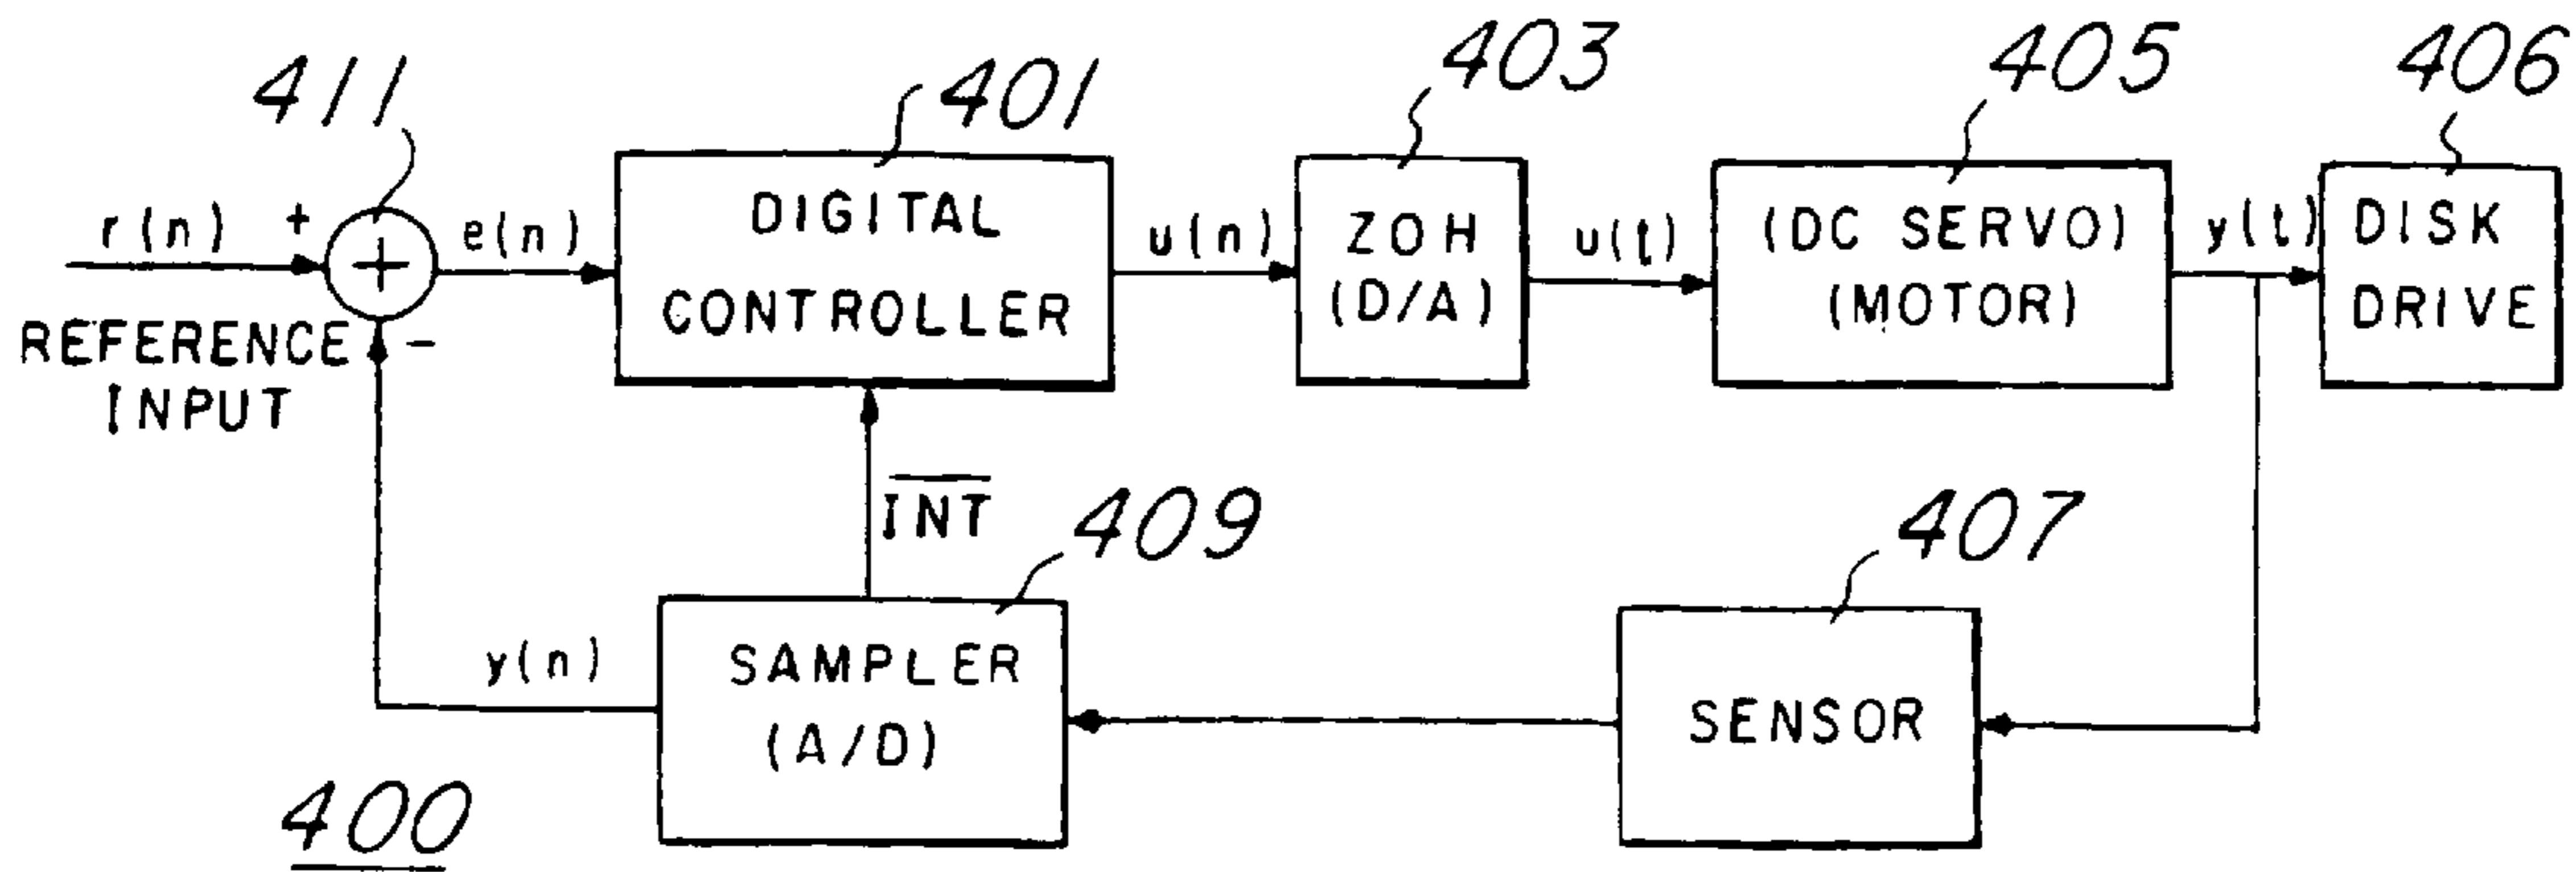 411
401
403
405
406
r(n)
+
+
e(n)
DIGITAL
CONTROLLER
u(n)
ZOH
(D/A)
u(t)
(DC SERVO)
(MOTOR)
y(t)
DISK
DRIVE
REFERENCE
INPUT
-
I̅N̅T̅
409
407
y(n)
SAMPLER
(A/D)
SENSOR
400